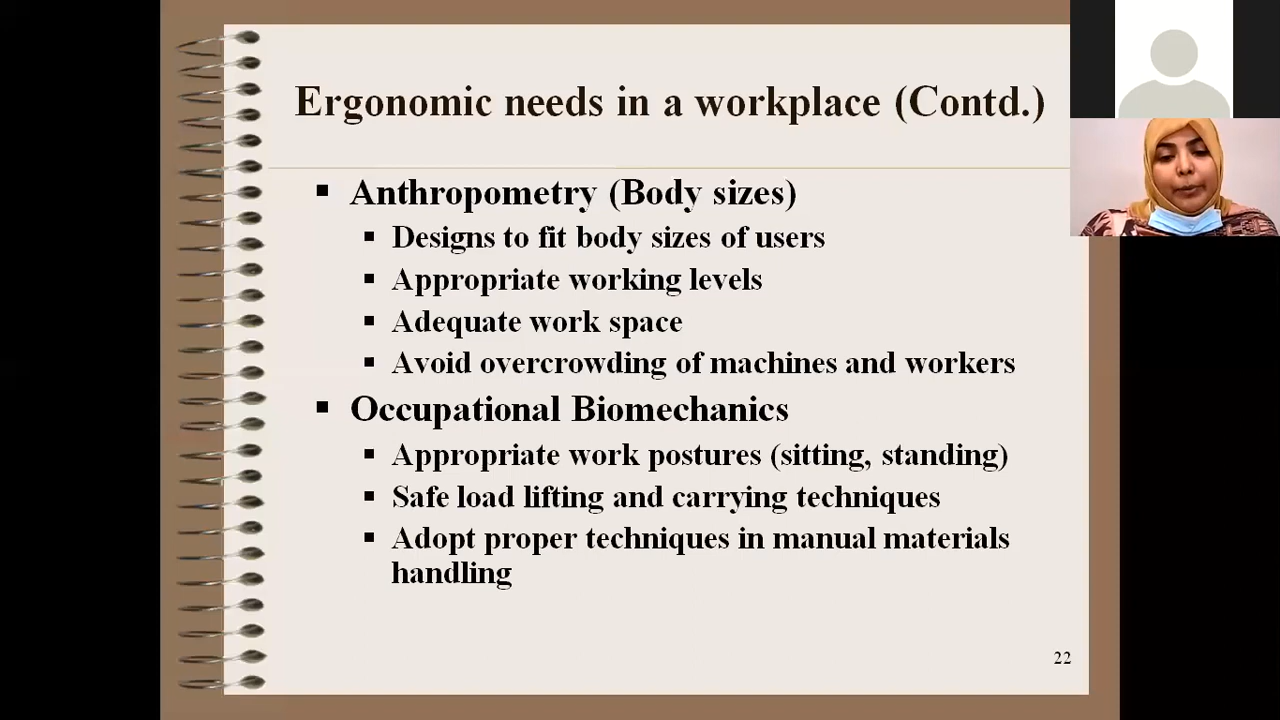 Ergonomic needs in a workplace (Contd.)
▪ Anthropometry (Body sizes)
▪ Designs to fit body sizes of users
▪ Appropriate working levels
▪ Adequate work space
▪ Avoid overcrowding of machines and workers
▪ Occupational Biomechanics
▪ Appropriate work postures (sitting, standing)
▪ Safe load lifting and carrying techniques
▪ Adopt proper techniques in manual materials
handling
22